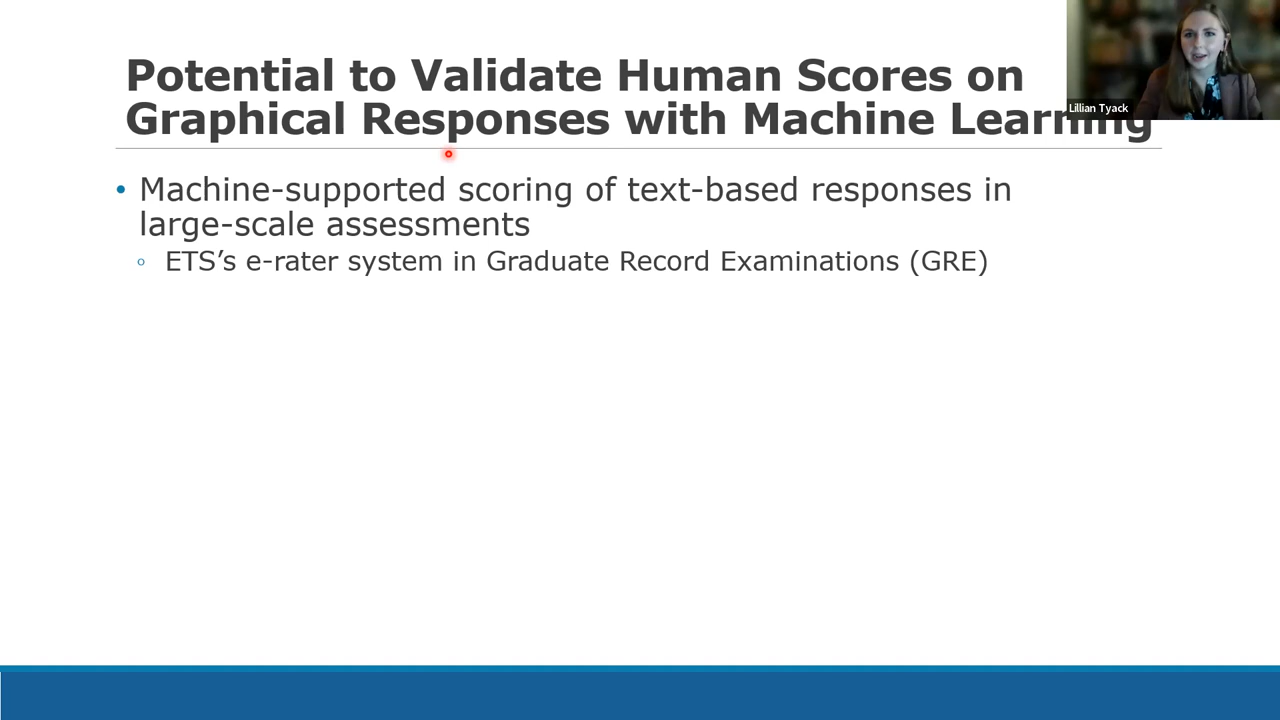 Potential to Validate Human Scores on
Graphical Responses with Machine Learning
Lillian Tyack
• Machine-supported scoring of text-based responses in
large-scale assessments
◦ ETS’s e-rater system in Graduate Record Examinations (GRE)